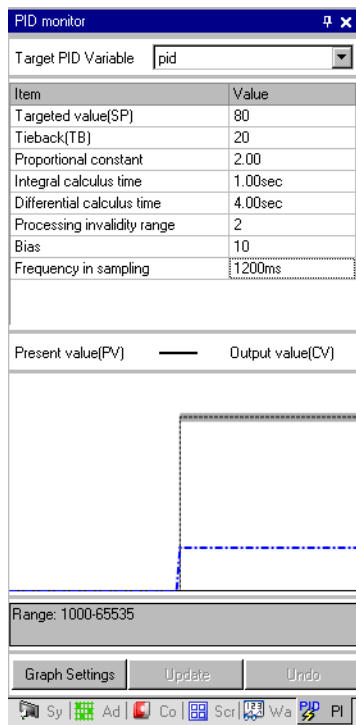 PID monitor
Target PID Variable pid
Item Value
Targeted value(SP) 80
Tieback(TB) 20
Proportional constant 2.00
Integral calculus time 1.00sec
Differential calculus time 4.00sec
Processing invalidity range 2
Bias 10
Frequency in sampling 1200ms
Present value(PV) Output value(CV)
Range: 1000-65535
Graph Settings Update Undo
Sy Ad Co Scr Wa PID PI